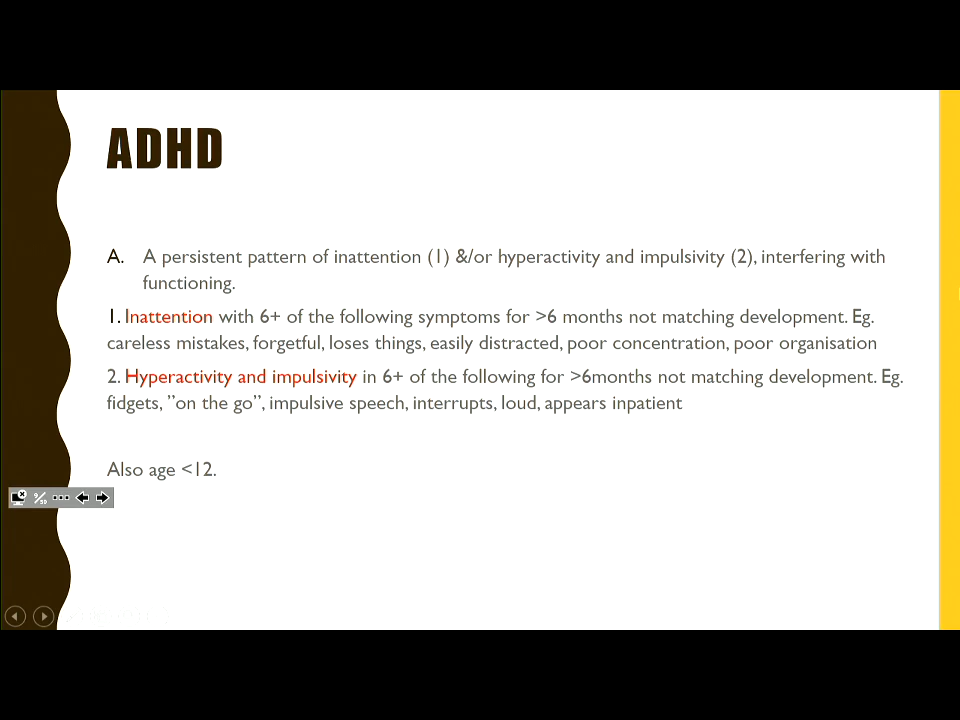 ADHD
A. A persistent pattern of inattention (1) &/or hyperactivity and impulsivity (2), interfering with
functioning.
1. Inattention with 6+ of the following symptoms for >6 months not matching development. Eg.
careless mistakes, forgetful, loses things, easily distracted, poor concentration, poor organisation
2. Hyperactivity and impulsivity in 6+ of the following for >6months not matching development. Eg.
fidgets, ”on the go”, impulsive speech, interrupts, loud, appears inpatient
Also age <12.
9/59